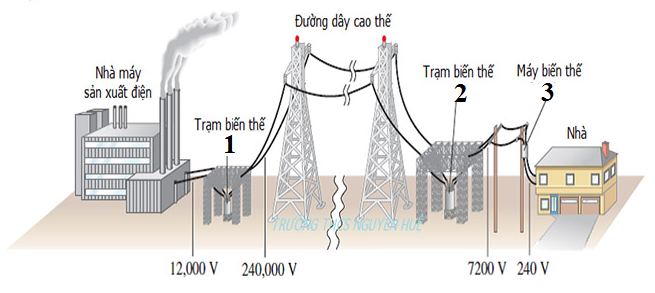 Đường dây cao thế
Nhà máy
sản xuất điện
Trạm biến thế
1
Trạm biến thế
2
Máy biến thế
3
Nhà
TRƯỜNG THCS NGUYỄN HUỆ
12,000 V
240,000 V
7200 V
240 V